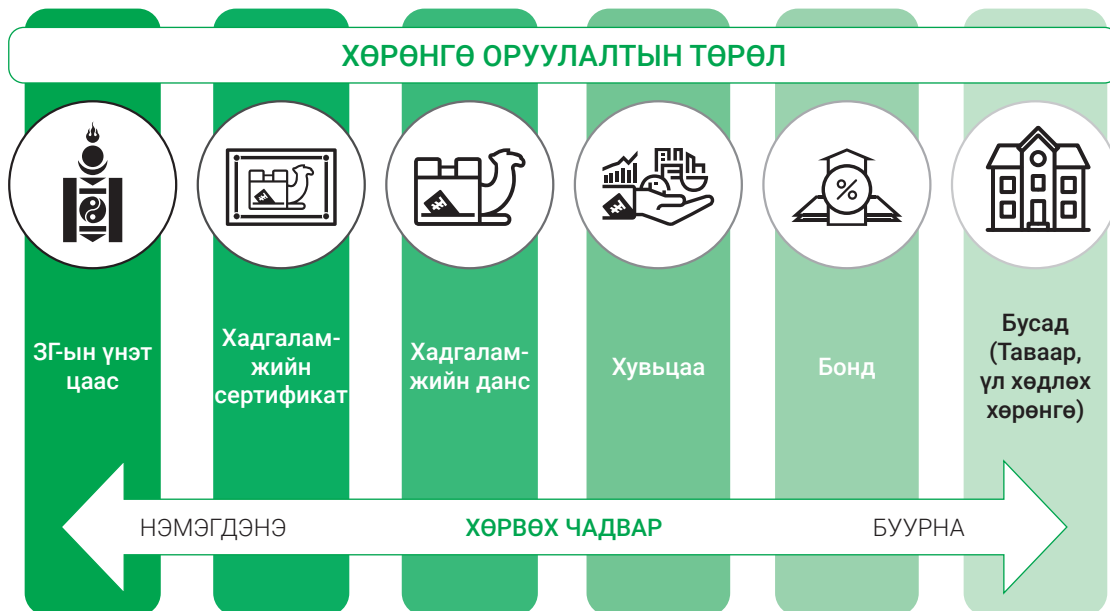 ХӨРӨНГӨ ОРУУЛАЛТЫН ТӨРӨЛ
ЗГ-ын үнэт
цаас
Хадгалам-
жийн
сертификат
Хадгалам-
жийн данс
Хувьцаа
Бонд
Бусад
(Таваар,
үл хөдлөх
хөрөнгө)
НЭМЭГДЭНЭ
ХӨРВӨХ ЧАДВАР
БУУРНА